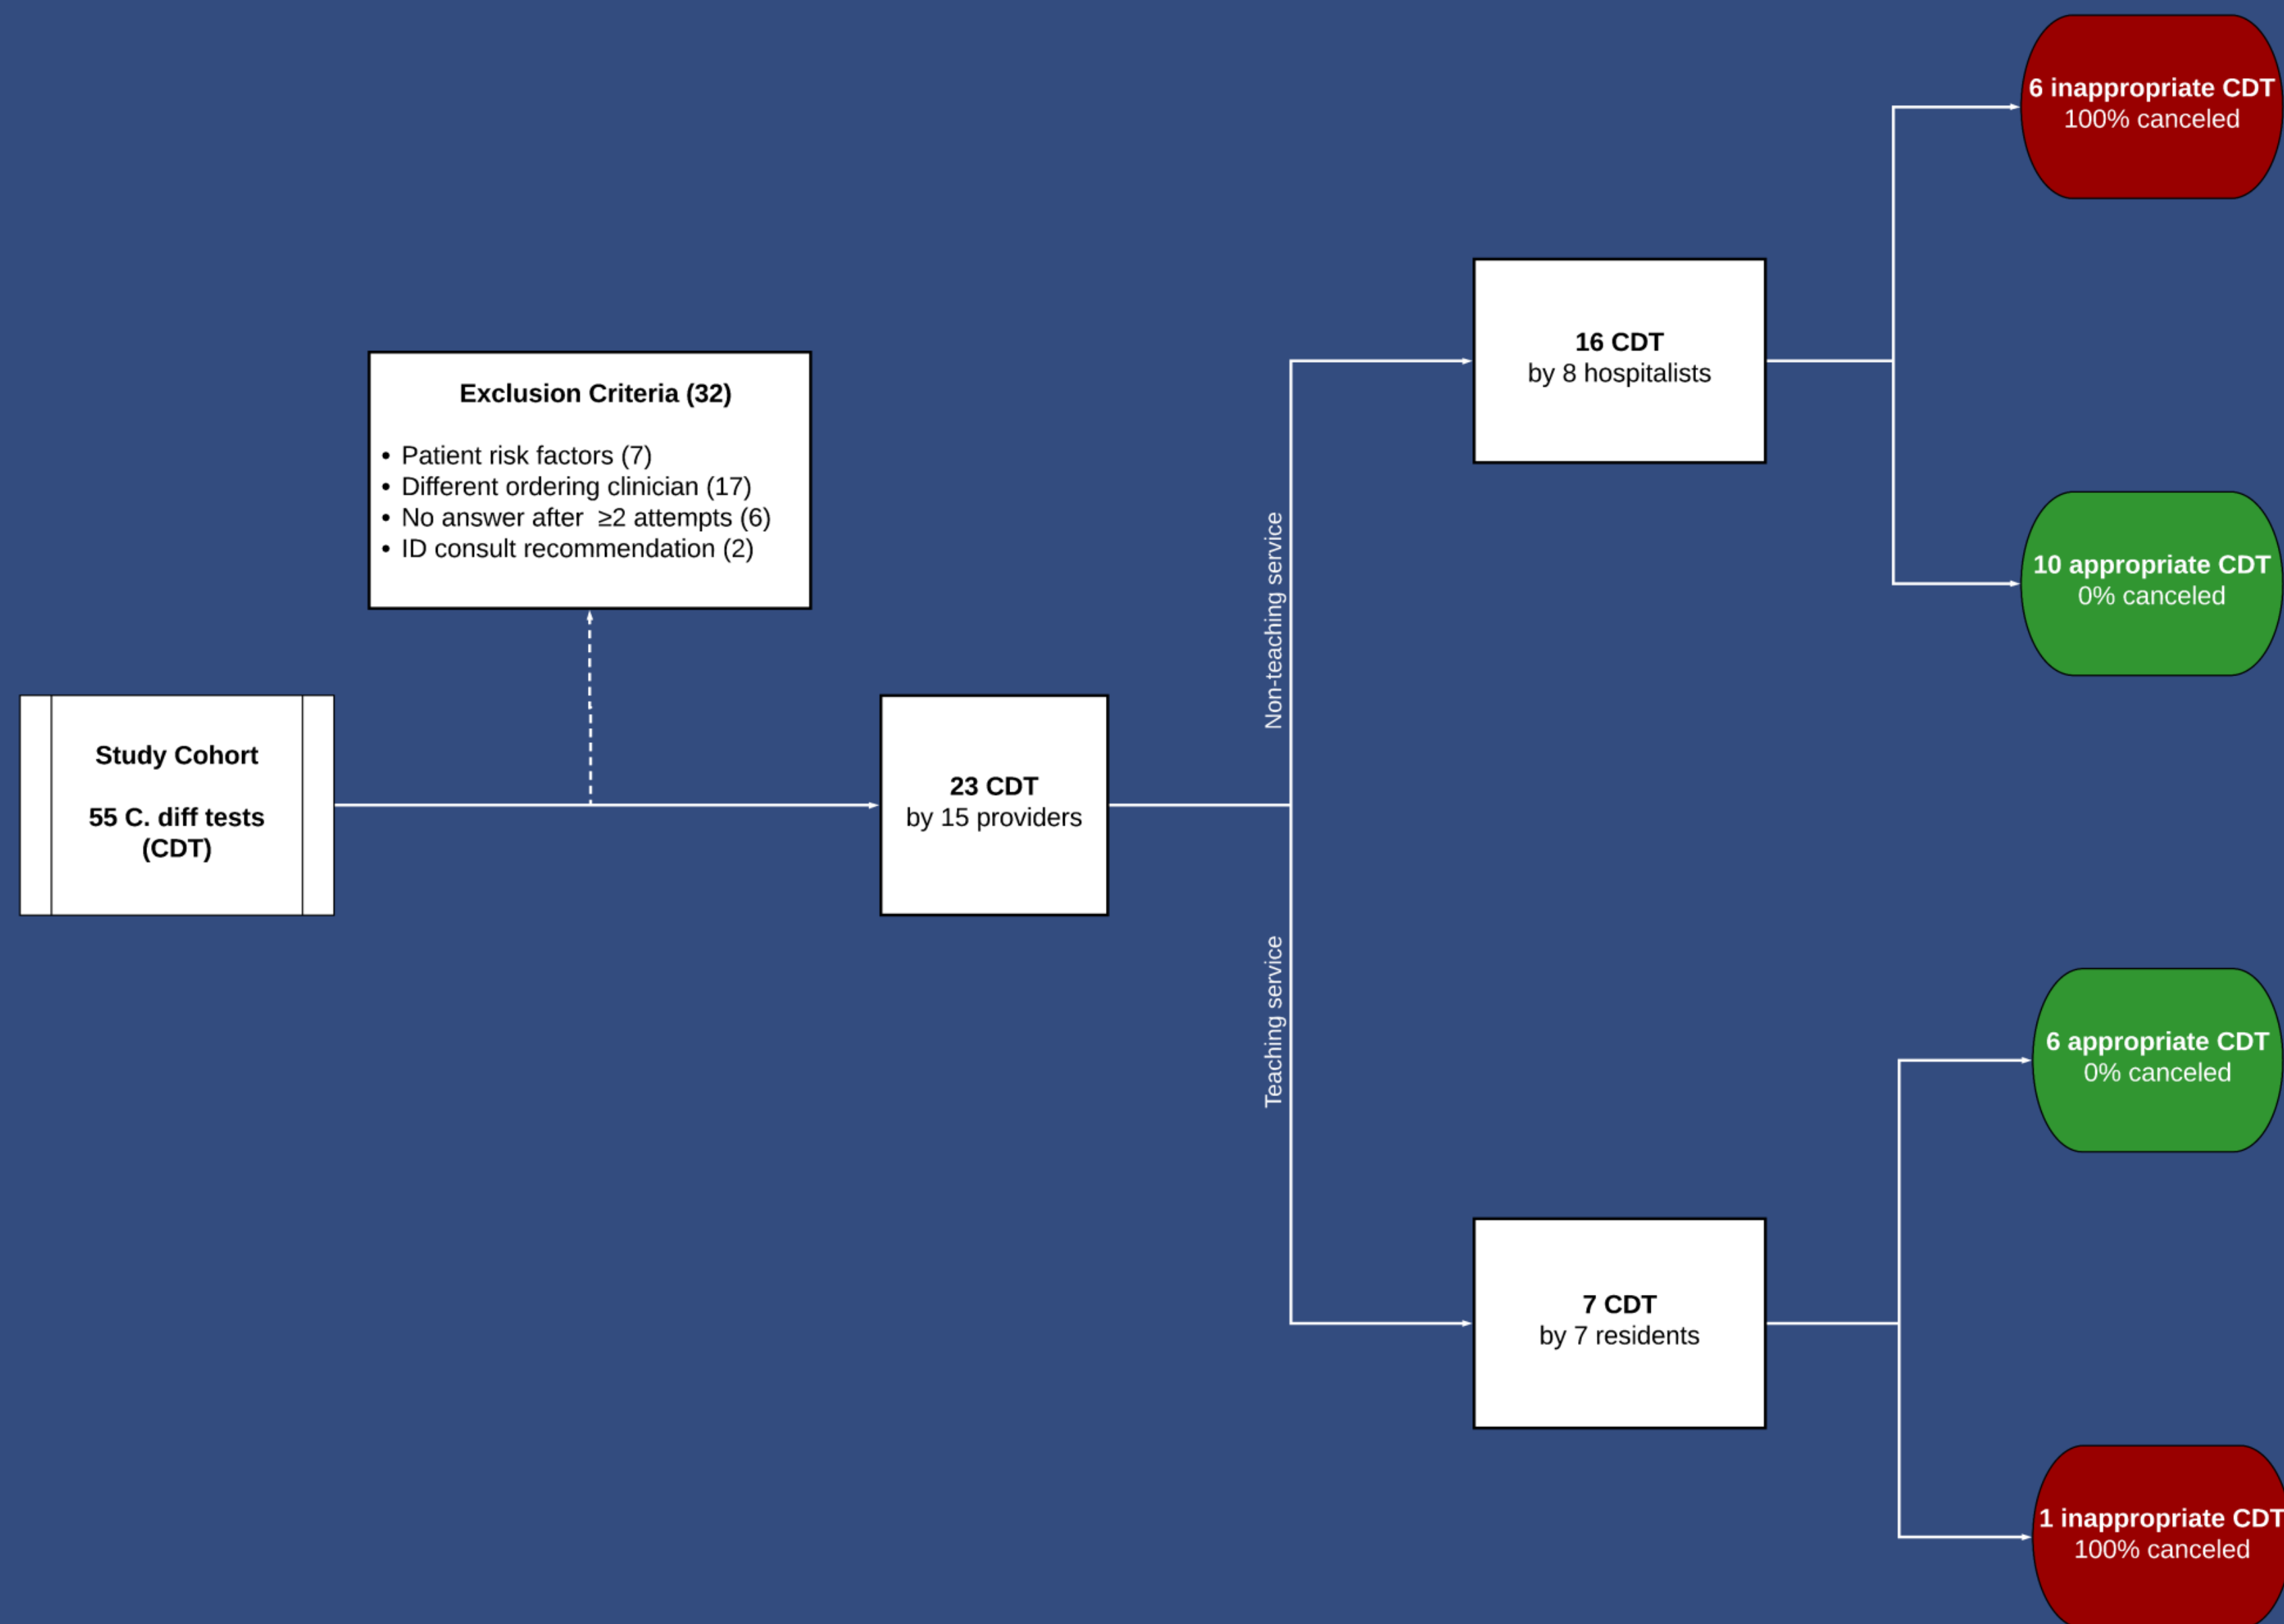 Study Cohort
55 C. diff tests
(CDT)
Exclusion Criteria (32)
• Patient risk factors (7)
• Different ordering clinician (17)
• No answer after ≥2 attempts (6)
• ID consult recommendation (2)
23 CDT
by 15 providers
Non-teaching service
Teaching service
16 CDT
by 8 hospitalists
7 CDT
by 7 residents
6 inappropriate CDT
100% canceled
10 appropriate CDT
0% canceled
6 appropriate CDT
0% canceled
1 inappropriate CDT
100% canceled